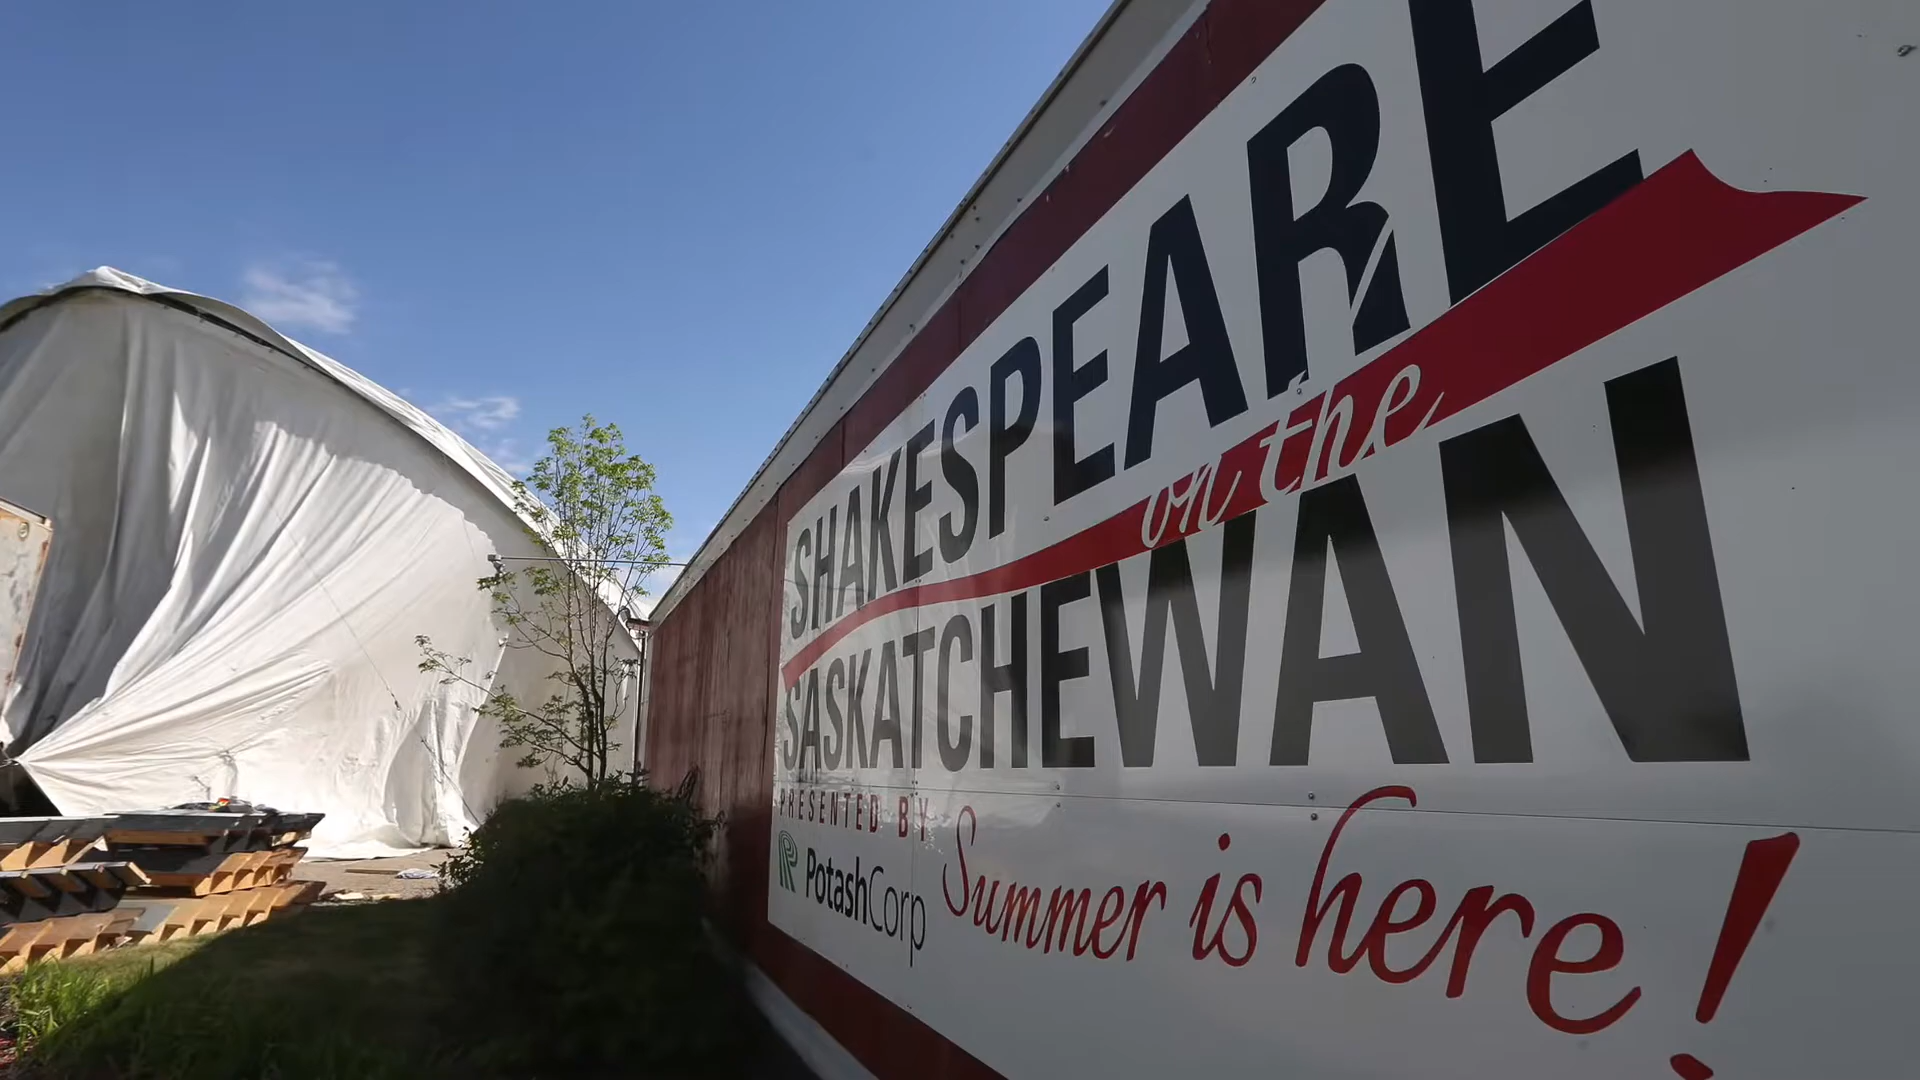 SHAKESPEARE
on the
SASKATCHEWAN
PRESENTED BY
PotashCorp
Summer is here!